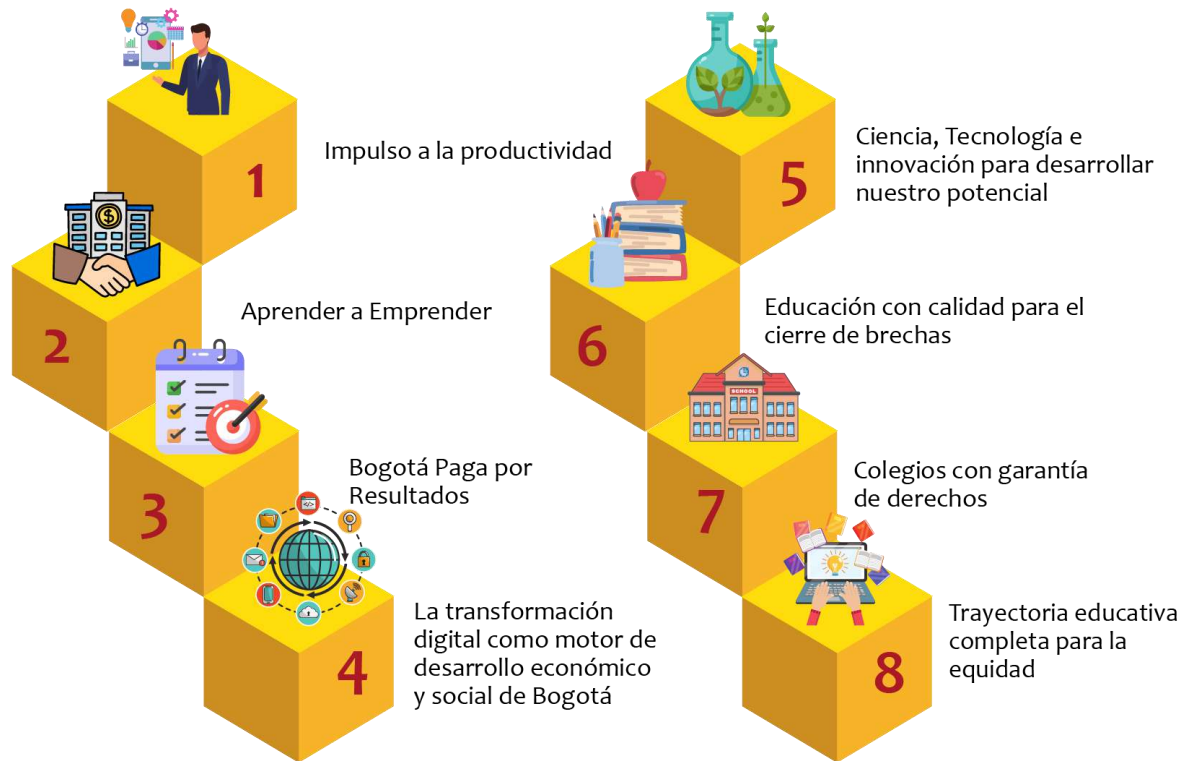 1
Impulso a la productividad
2
Aprender a Emprender
3
Bogotá Paga por
Resultados
4
La transformación
digital como motor de
desarrollo económico
y social de Bogotá
5
Ciencia, Tecnología e
innovación para desarrollar
nuestro potencial
6
Educación con calidad para el
cierre de brechas
SCHOOL
7
Colegios con garantía
de derechos
8
Trayectoria educativa
completa para la
equidad